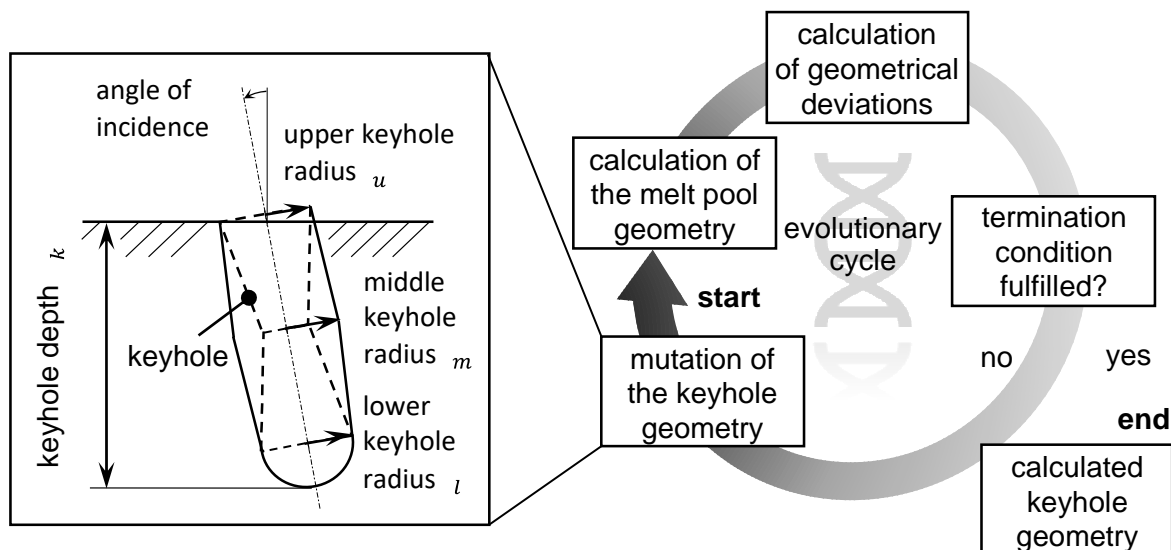 angle of
incidence
upper keyhole
radius u
keyhole depth k
middle
keyhole
radius m
keyhole
lower
keyhole
radius l
calculation
of geometrical
deviations
calculation of
the melt pool
geometry
evolutionary
cycle
termination
condition
fulfilled?
start
mutation of
the keyhole
geometry
no
yes
end
calculated
keyhole
geometry